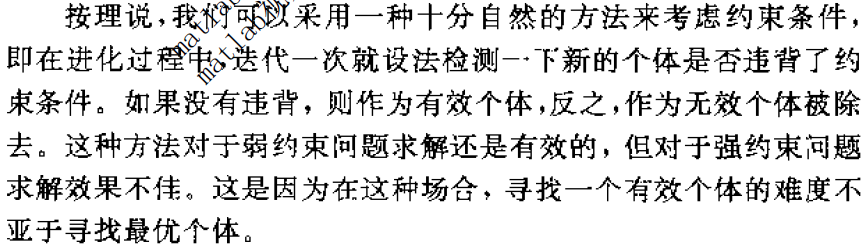 按理说,我们可以采用一种十分自然的方法来考虑约束条件,
即在进化过程中,迭代一次就设法检测一下新的个体是否违背了约
束条件。如果没有违背，则作为有效个体,反之,作为无效个体被除
去。这种方法对于弱约束问题求解还是有效的，但对于强约束问题
求解效果不佳。这是因为在这种场合，寻找一个有效个体的难度不
亚于寻找最优个体。